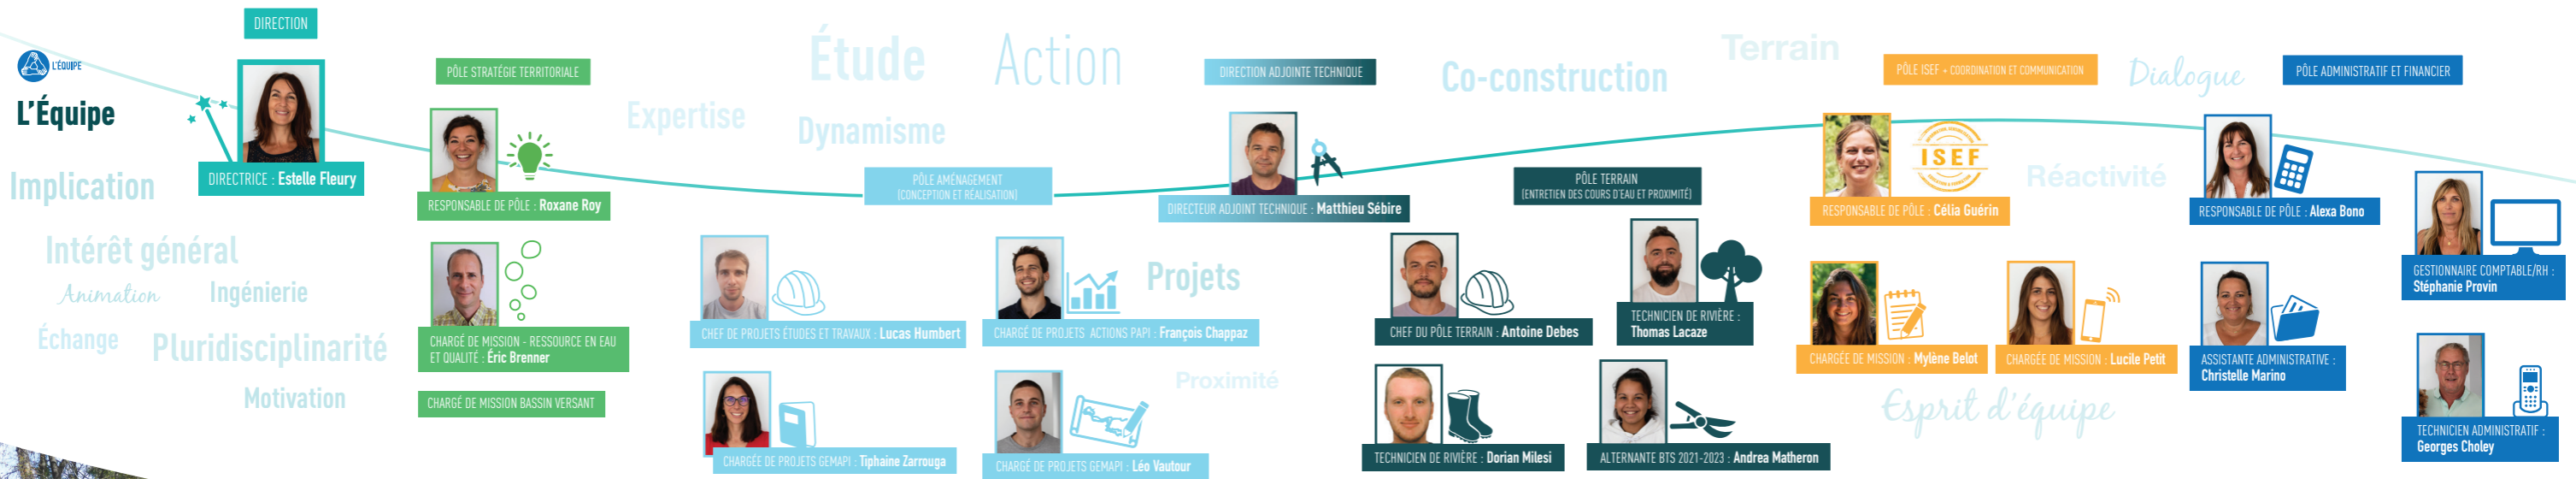 L'ÉQUIPE
L'Équipe
Implication
Intérêt général
Animation
Ingénierie
Échange
Pluridisciplinarité
Motivation
DIRECTION
DIRECTRICE : Estelle Fleury
PÔLE STRATÉGIE TERRITORIALE
RESPONSABLE DE PÔLE : Roxane Roy
CHARGÉ DE MISSION - RESSOURCE EN EAU
ET QUALITÉ : Éric Brenner
CHARGÉ DE MISSION BASSIN VERSANT
Étude
Action
Expertise
Dynamisme
PÔLE AMÉNAGEMENT
(CONCEPTION ET RÉALISATION)
CHEF DE PROJETS ÉTUDES ET TRAVAUX : Lucas Humbert
CHARGÉ DE PROJETS ACTIONS PAPI : François Chappaz
CHARGÉE DE PROJETS GEMAPI : Tiphaine Zarrouga
CHARGÉ DE PROJETS GEMAPI : Léo Vautour
Projets
Proximité
DIRECTION ADJOINTE TECHNIQUE
DIRECTEUR ADJOINT TECHNIQUE : Matthieu Sébire
Co-construction
Terrain
PÔLE TERRAIN
(ENTRETIEN DES COURS D'EAU ET PROXIMITÉ)
CHEF DU PÔLE TERRAIN : Antoine Debes
TECHNICIEN DE RIVIÈRE :
Thomas Lacaze
TECHNICIEN DE RIVIÈRE : Dorian Milesi
ALTERNANTE BTS 2021-2023 : Andrea Matheron
PÔLE ISEF + COORDINATION ET COMMUNICATION
ISEF
RESPONSABLE DE PÔLE : Célia Guérin
CHARGÉE DE MISSION : Mylène Belot
CHARGÉE DE MISSION : Lucile Petit
Esprit d'équipe
Dialogue
Réactivité
PÔLE ADMINISTRATIF ET FINANCIER
RESPONSABLE DE PÔLE : Alexa Bono
GESTIONNAIRE COMPTABLE/RH :
Stéphanie Provin
ASSISTANTE ADMINISTRATIVE :
Christelle Marino
TECHNICIEN ADMINISTRATIF :
Georges Choley